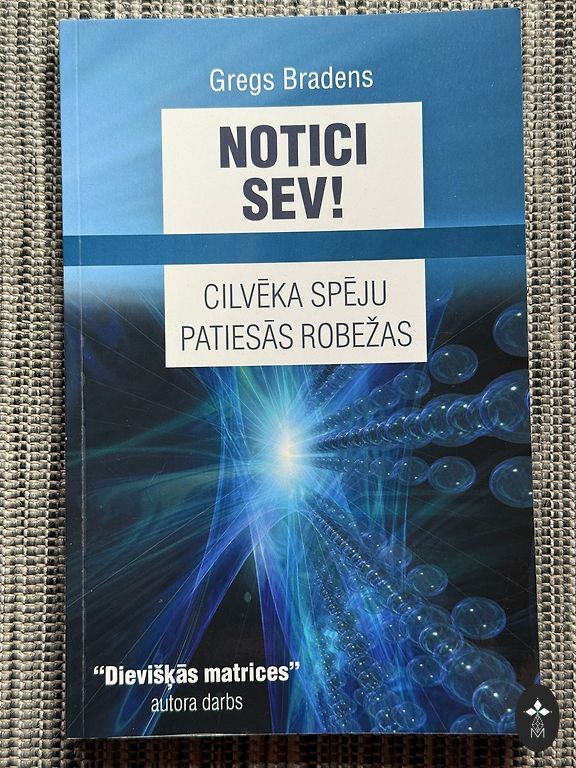 Gregs Bradens
NOTICI
SEV!
CILVĒKA SPĒJU
PATIESĀS ROBEŽAS
“Dievišķās matrices”
autora darbs